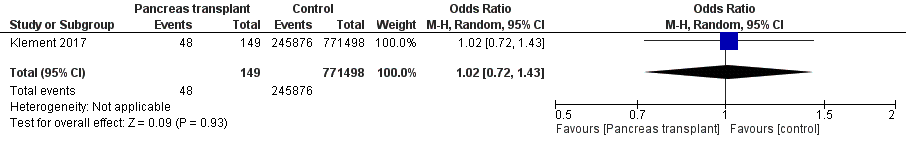 Pancreas transplant Control Odds Ratio Odds Ratio
Study or Subgroup Events Total Events Total Weight M-H, Random, 95% CI M-H, Random, 95% CI
Klement 2017 48 149 245876 771498 100.0% 1.02 [0.72, 1.43]
Total (95% CI) 149 771498 100.0% 1.02 [0.72, 1.43]
Total events 48 245876
Heterogeneity: Not applicable
Test for overall effect: Z = 0.09 (P = 0.93)
0.5 0.7 1 1.5 2
Favours [Pancreas transplant] Favours [control]